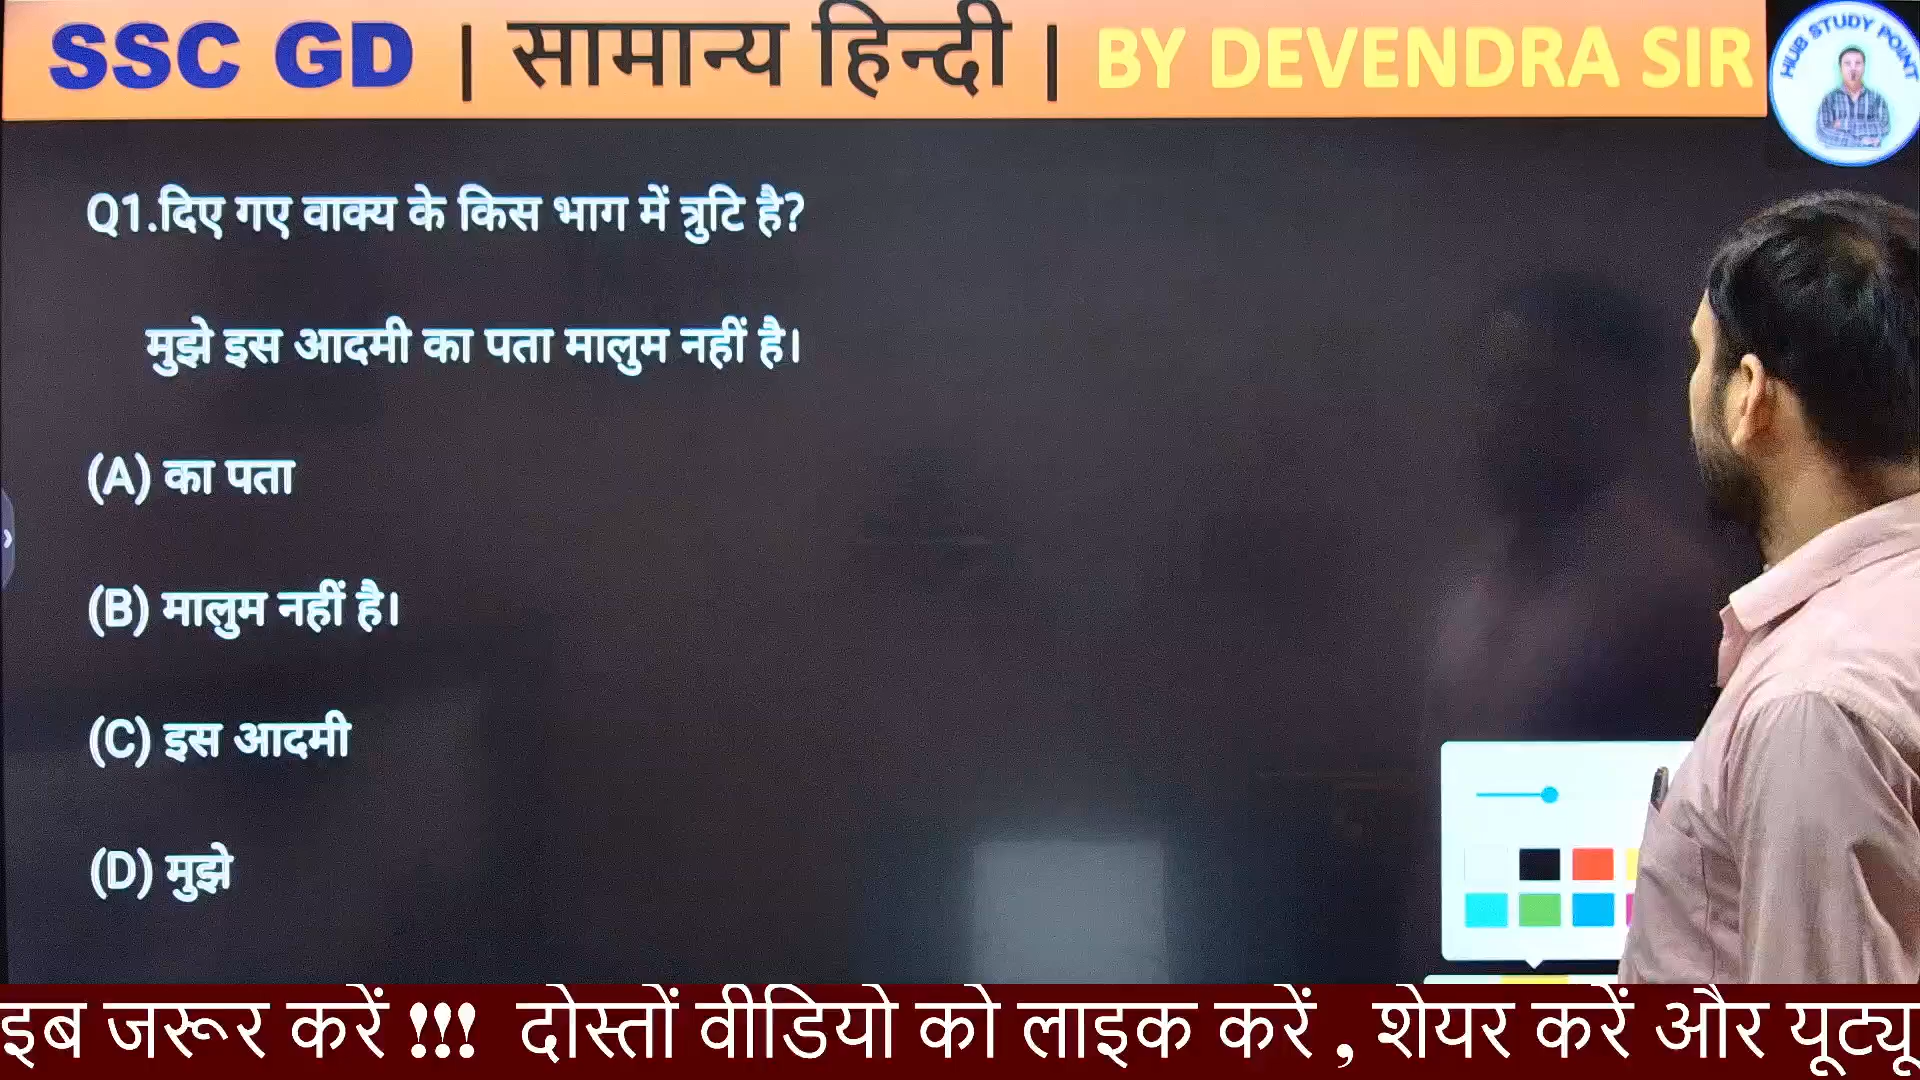 SSC GD | सामान्य हिन्दी | BY DEVENDRA SIR
HUB STUDY POINT
Q1.दिए गए वाक्य के किस भाग में त्रुटि है?
मुझे इस आदमी का पता मालुम नहीं है।
(A) का पता
(B) मालुम नहीं है।
(C) इस आदमी
(D) मुझे
इब जरूर करें !!! दोस्तों वीडियो को लाइक करें , शेयर करें और यूट्यू